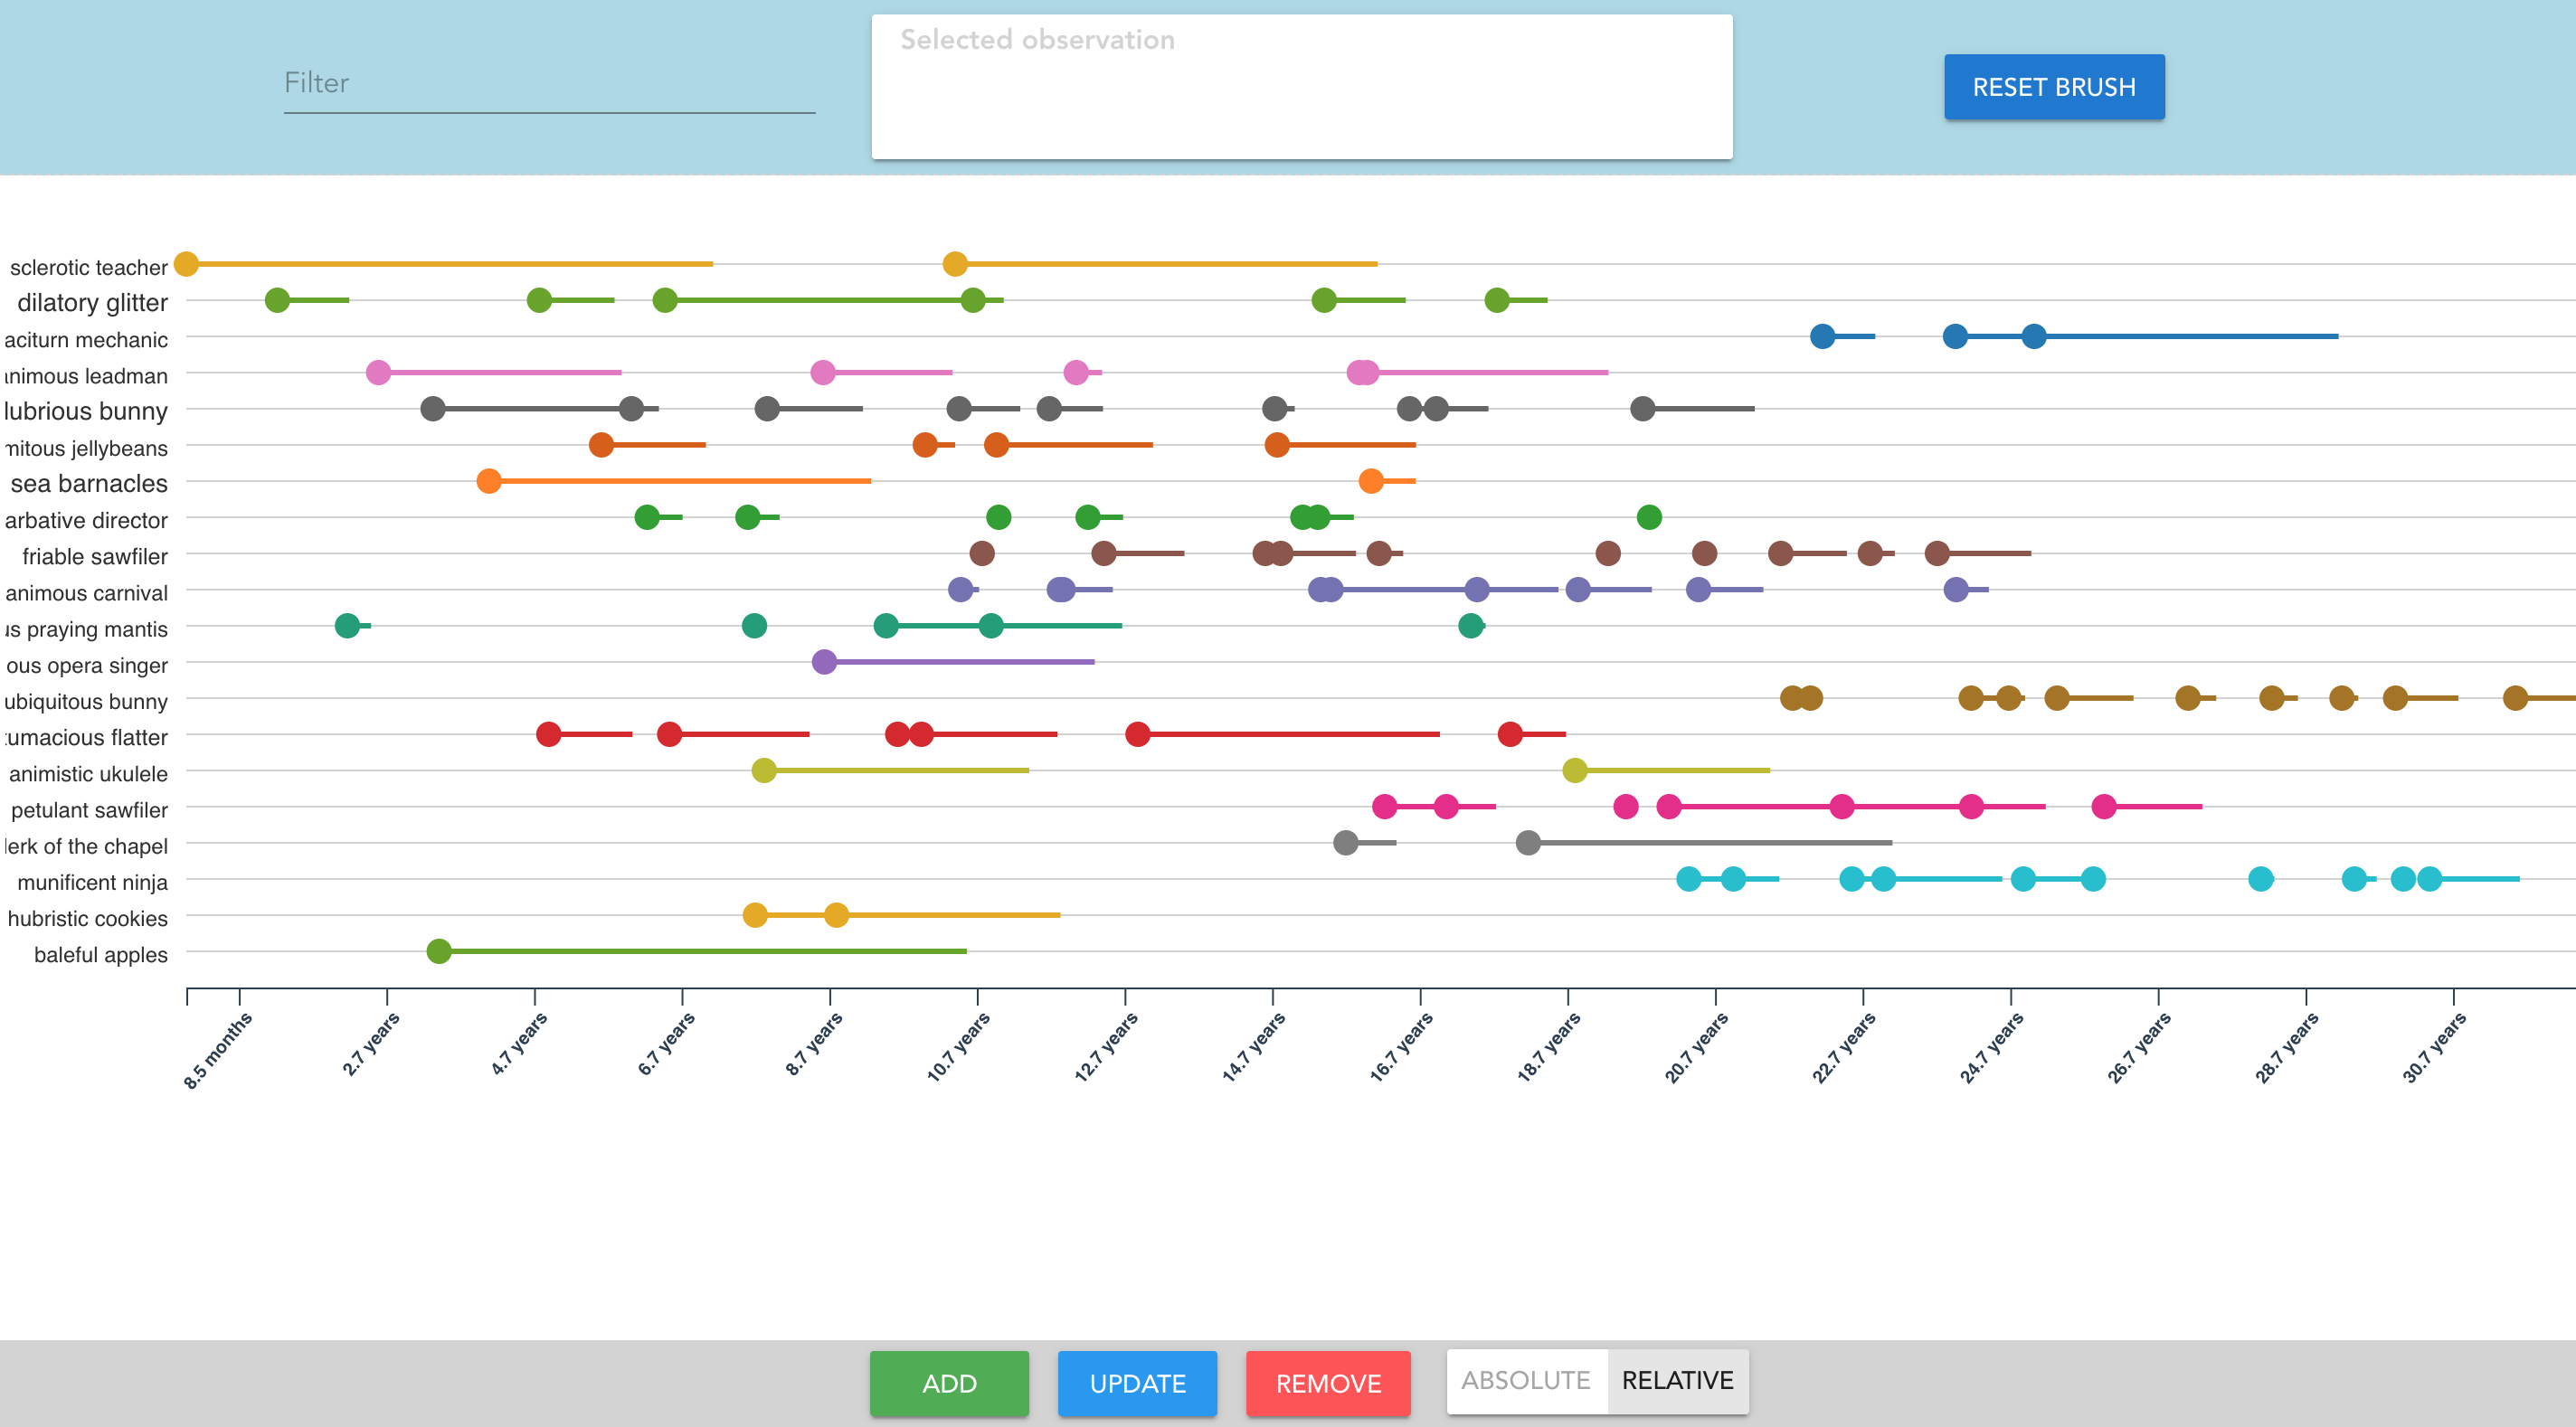 Selected observation
Filter
RESET BRUSH
sclerotic teacher
dilatory glitter
aciturn mechanic
animous leadman
lubrious bunny
mitous jellybeans
sea barnacles
arbative director
friable sawfiler
animous carnival
us praying mantis
ous opera singer
ubiquitous bunny
tumacious flatter
animistic ukulele
petulant sawfiler
lerk of the chapel
munificent ninja
hubristic cookies
baleful apples
8.5 months
2.7 years
4.7 years
6.7 years
8.7 years
10.7 years
12.7 years
14.7 years
16.7 years
18.7 years
20.7 years
22.7 years
24.7 years
26.7 years
28.7 years
30.7 years
ADD
UPDATE
REMOVE
ABSOLUTE
RELATIVE